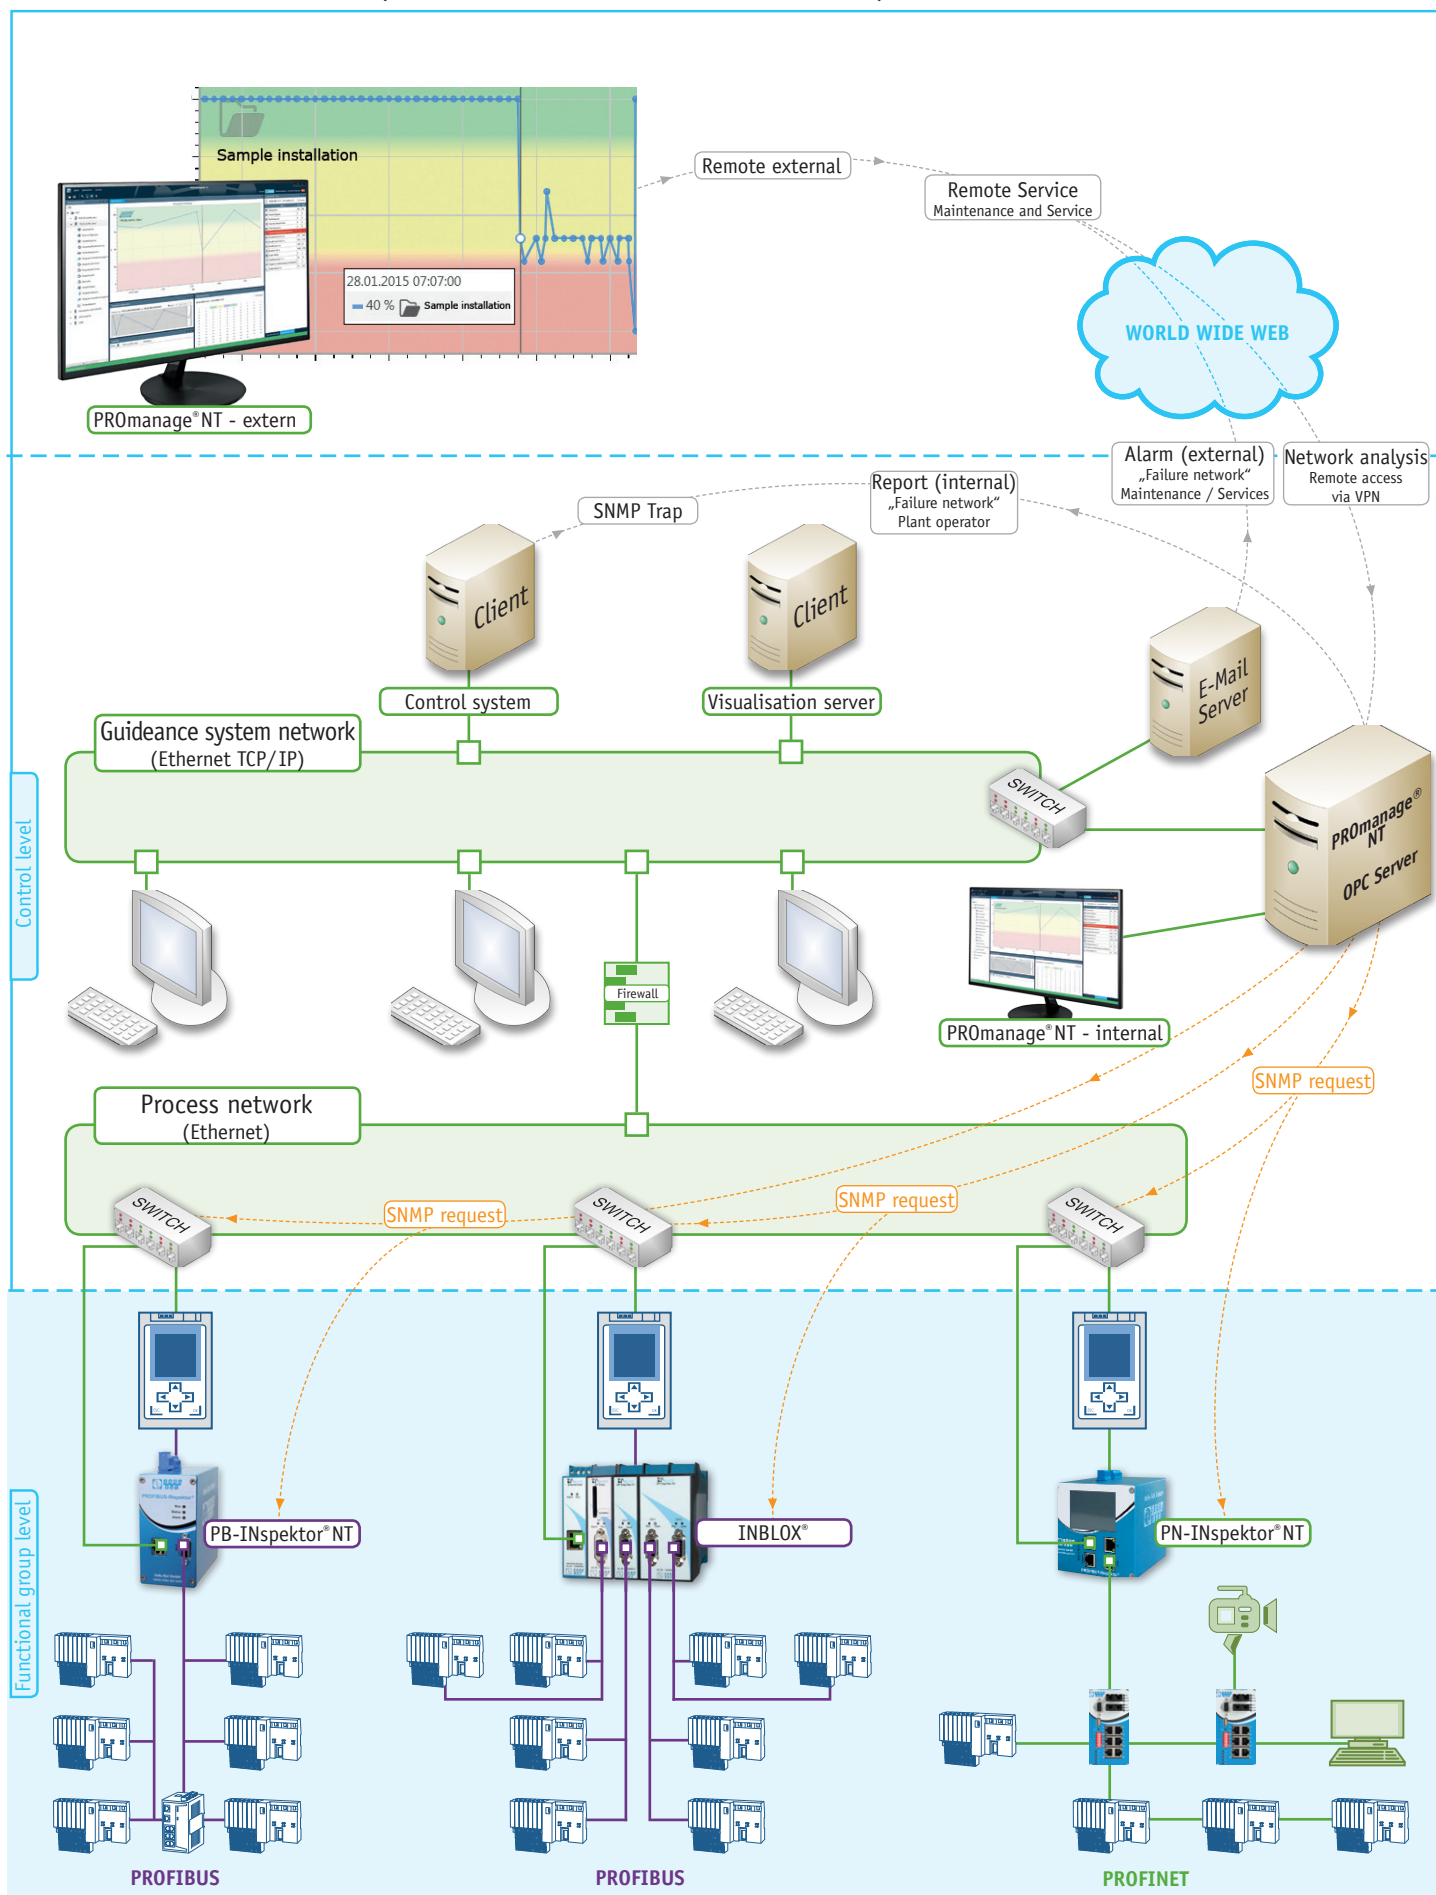 Sample installation
28.01.2015 07:07:00
40 % Sample installation
PROmanage® NT - extern
Remote external
Remote Service
Maintenance and Service
WORLD WIDE WEB
Alarm (external)
„Failure network“
Maintenance / Services
Network analysis
Remote access
via VPN
Report (internal)
„Failure network“
Plant operator
SNMP Trap
Client
Client
Control system
Visualisation server
E-Mail
Server
Guideance system network
(Ethernet TCP/IP)
SWITCH
PROmanage®
NT
OPC Server
Control level
Firewall
PROmanage® NT - internal
SNMP request
Process network
(Ethernet)
SWITCH
SNMP request
SWITCH
SNMP request
SWITCH
Functional group level
PROFIBUS-INspektor®
PB-INspektor® NT
INBLOX®
PN-INspektor® NT
PROFIBUS
PROFIBUS
PROFINET